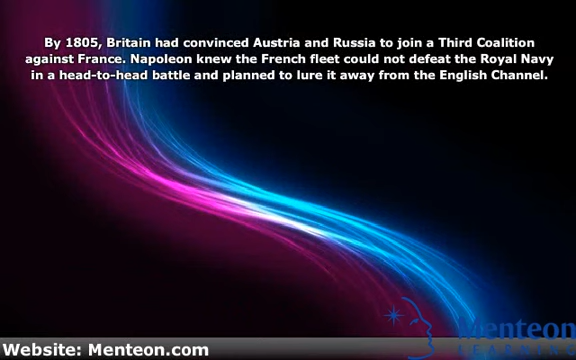 By 1805, Britain had convinced Austria and Russia to join a Third Coalition
against France. Napoleon knew the French fleet could not defeat the Royal Navy
in a head-to-head battle and planned to lure it away from the English Channel.
Menteon
LEARNING
Website: Menteon.com